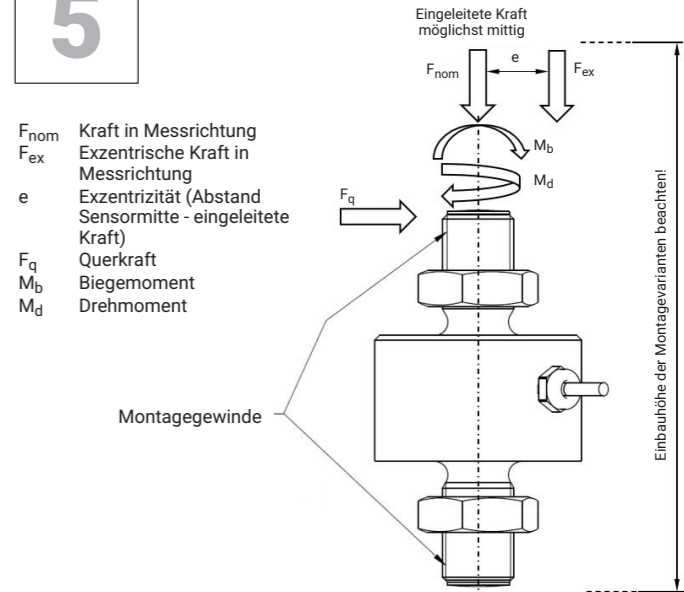 5
Eingeleitete Kraft
möglichst mittig
Fnom
e
Fex
Mb
Md
Fq
Fnom Kraft in Messrichtung
Fex Exzentrische Kraft in
Messrichtung
e Exzentrizität (Abstand
Sensormitte - eingeleitete
Kraft)
Fq Querkraft
Mb Biegemoment
Md Drehmoment
Montagegewinde
Einbauhöhe der Montagevarianten beachten!